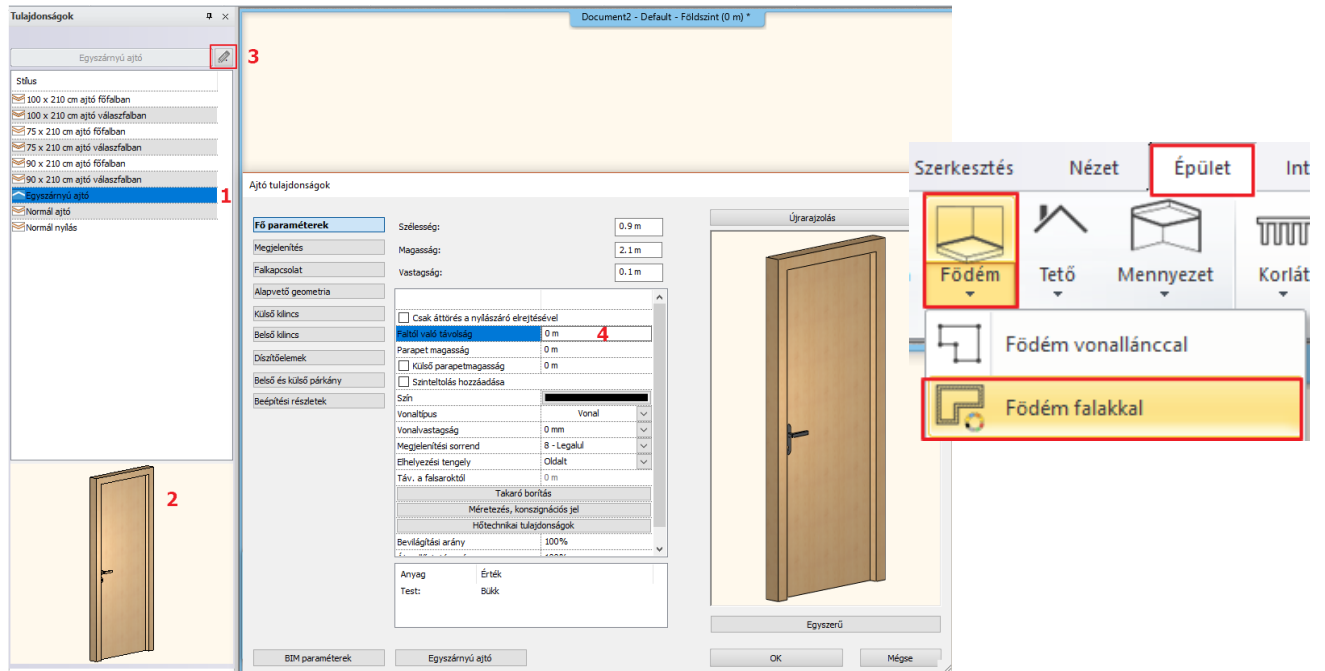 Tulajdonságok
Egyszárnyú ajtó
3
Stílus
100 x 210 cm ajtó főfalban
100 x 210 cm ajtó válaszfalban
75 x 210 cm ajtó főfalban
75 x 210 cm ajtó válaszfalban
90 x 210 cm ajtó főfalban
90 x 210 cm ajtó válaszfalban
Egyszárnyú ajtó
1
Normál ajtó
Normál nyílás
2
Document2 - Default - Földszint (0 m) *
Ajtó tulajdonságok
Fő paraméterek
Megjelenítés
Falkapcsolat
Alapvető geometria
Külső kilincs
Belső kilincs
Díszítőelemek
Belső és külső párkány
Beépítési részletek
Szélesség: 0.9 m
Magasság: 2.1 m
Vastagság: 0.1 m
Csak áttörés a nyílászáró elrejtésével
Faltól való távolság 0 m 4
Parapet magasság 0 m
Külső parapetmagasság 0 m
Szinteltolás hozzáadása
Szín
Vonaltípus Vonal
Vonalvastagság 0 mm
Megjelenítési sorrend 8 - Legalul
Elhelyezési tengely Oldalt
Táv. a falsaroktól 0 m
Takaró borítás
Méretezés, konszignációs jel
Hőtechnikai tulajdonságok
Bevilágítási arány 100%
Anyag Érték
Test: Bükk
Újrarajzolás
Egyszerű
BIM paraméterek
Egyszárnyú ajtó
OK
Mégse
Szerkesztés Nézet Épület Int
Födém Tető Mennyezet Korlát
Födém vonallánccal
Födém falakkal